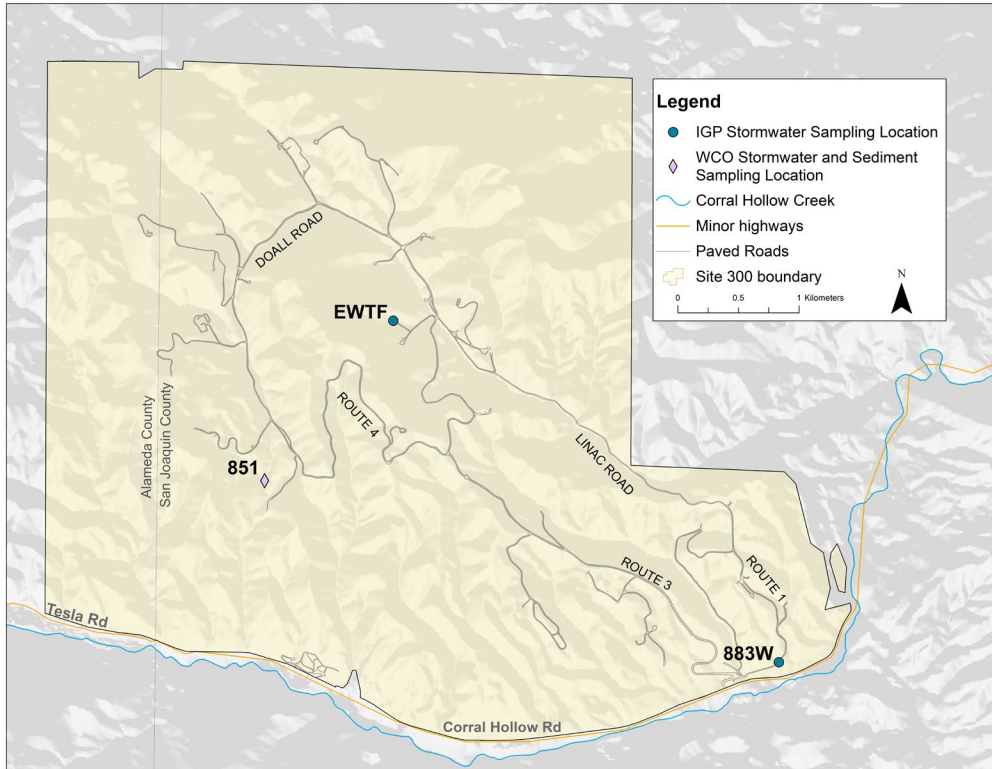 Legend
IGP Stormwater Sampling Location
WCO Stormwater and Sediment
Sampling Location
Corral Hollow Creek
Minor highways
Paved Roads
Site 300 boundary
N
0 0.5 1 Kilometers
DOALL ROAD
EWTF
ROUTE 4
Alameda County
San Joaquin County
851
LINAC ROAD
ROUTE 3
ROUTE 1
Tesla Rd
883W
Corral Hollow Rd